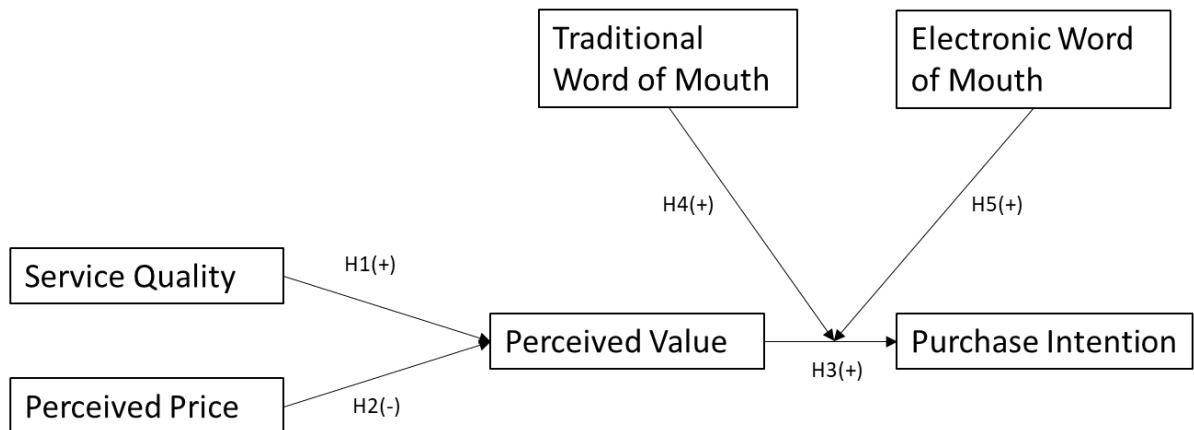 Traditional
Word of Mouth
Electronic Word
of Mouth
H4(+)
H5(+)
Service Quality
H1(+)
Perceived Value
Purchase Intention
H3(+)
Perceived Price
H2(-)